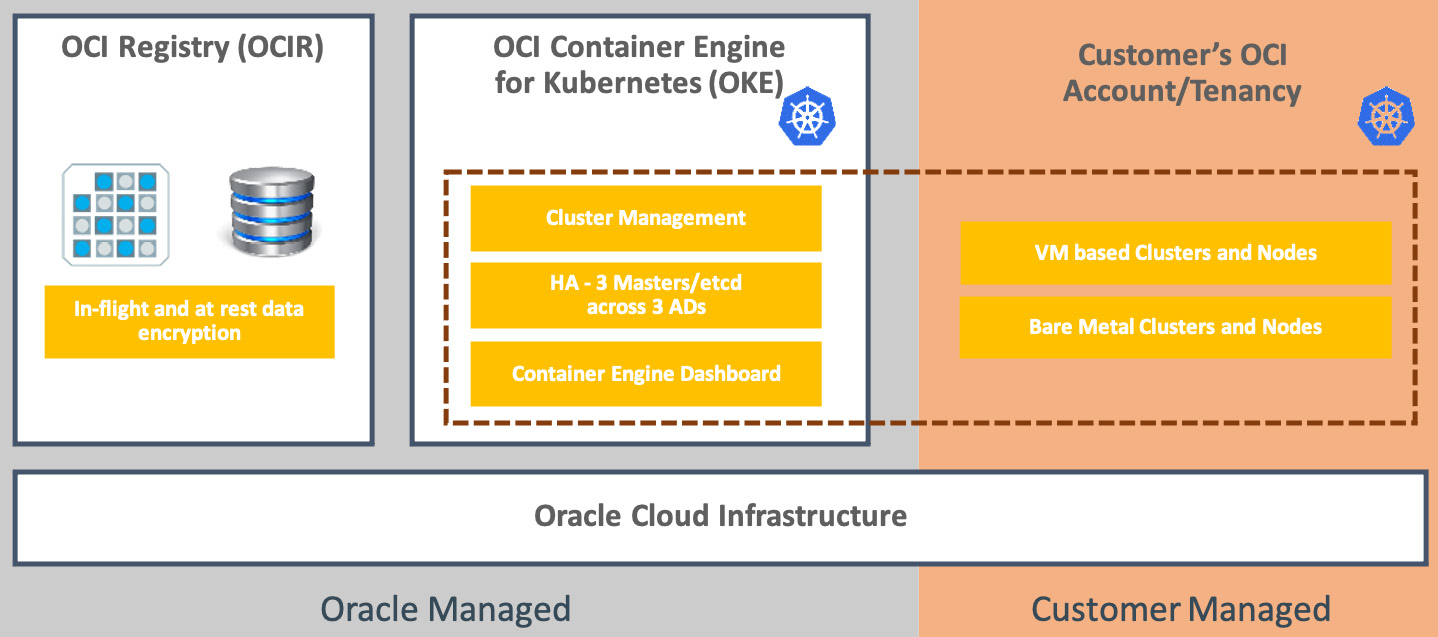 OCI Registry (OCIR)
In-flight and at rest data
encryption
OCI Container Engine
for Kubernetes (OKE)
Cluster Management
HA - 3 Masters/etcd
across 3 ADs
Container Engine Dashboard
Customer’s OCI
Account/Tenancy
VM based Clusters and Nodes
Bare Metal Clusters and Nodes
Oracle Cloud Infrastructure
Oracle Managed
Customer Managed